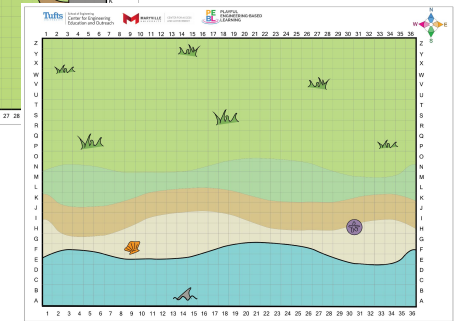 K
27 28
Tufts School of Engineering
Center for Engineering
Education and Outreach
MARYVILLE
PLAYFUL
ENGINEERING-BASED
LEARNING
N
W E
S
1 2 3 4 5 6 7 8 9 10 11 12 13 14 15 16 17 18 19 20 21 22 23 24 25 26 27 28 29 30 31 32 33 34 35 36
Z Z
Y Y
X X
W W
V V
U U
T T
S S
R R
Q Q
P P
O O
N N
M M
L L
K K
J J
I I
H H
G G
F F
E E
D D
C C
B B
A A
1 2 3 4 5 6 7 8 9 10 11 12 13 14 15 16 17 18 19 20 21 22 23 24 25 26 27 28 29 30 31 32 33 34 35 36